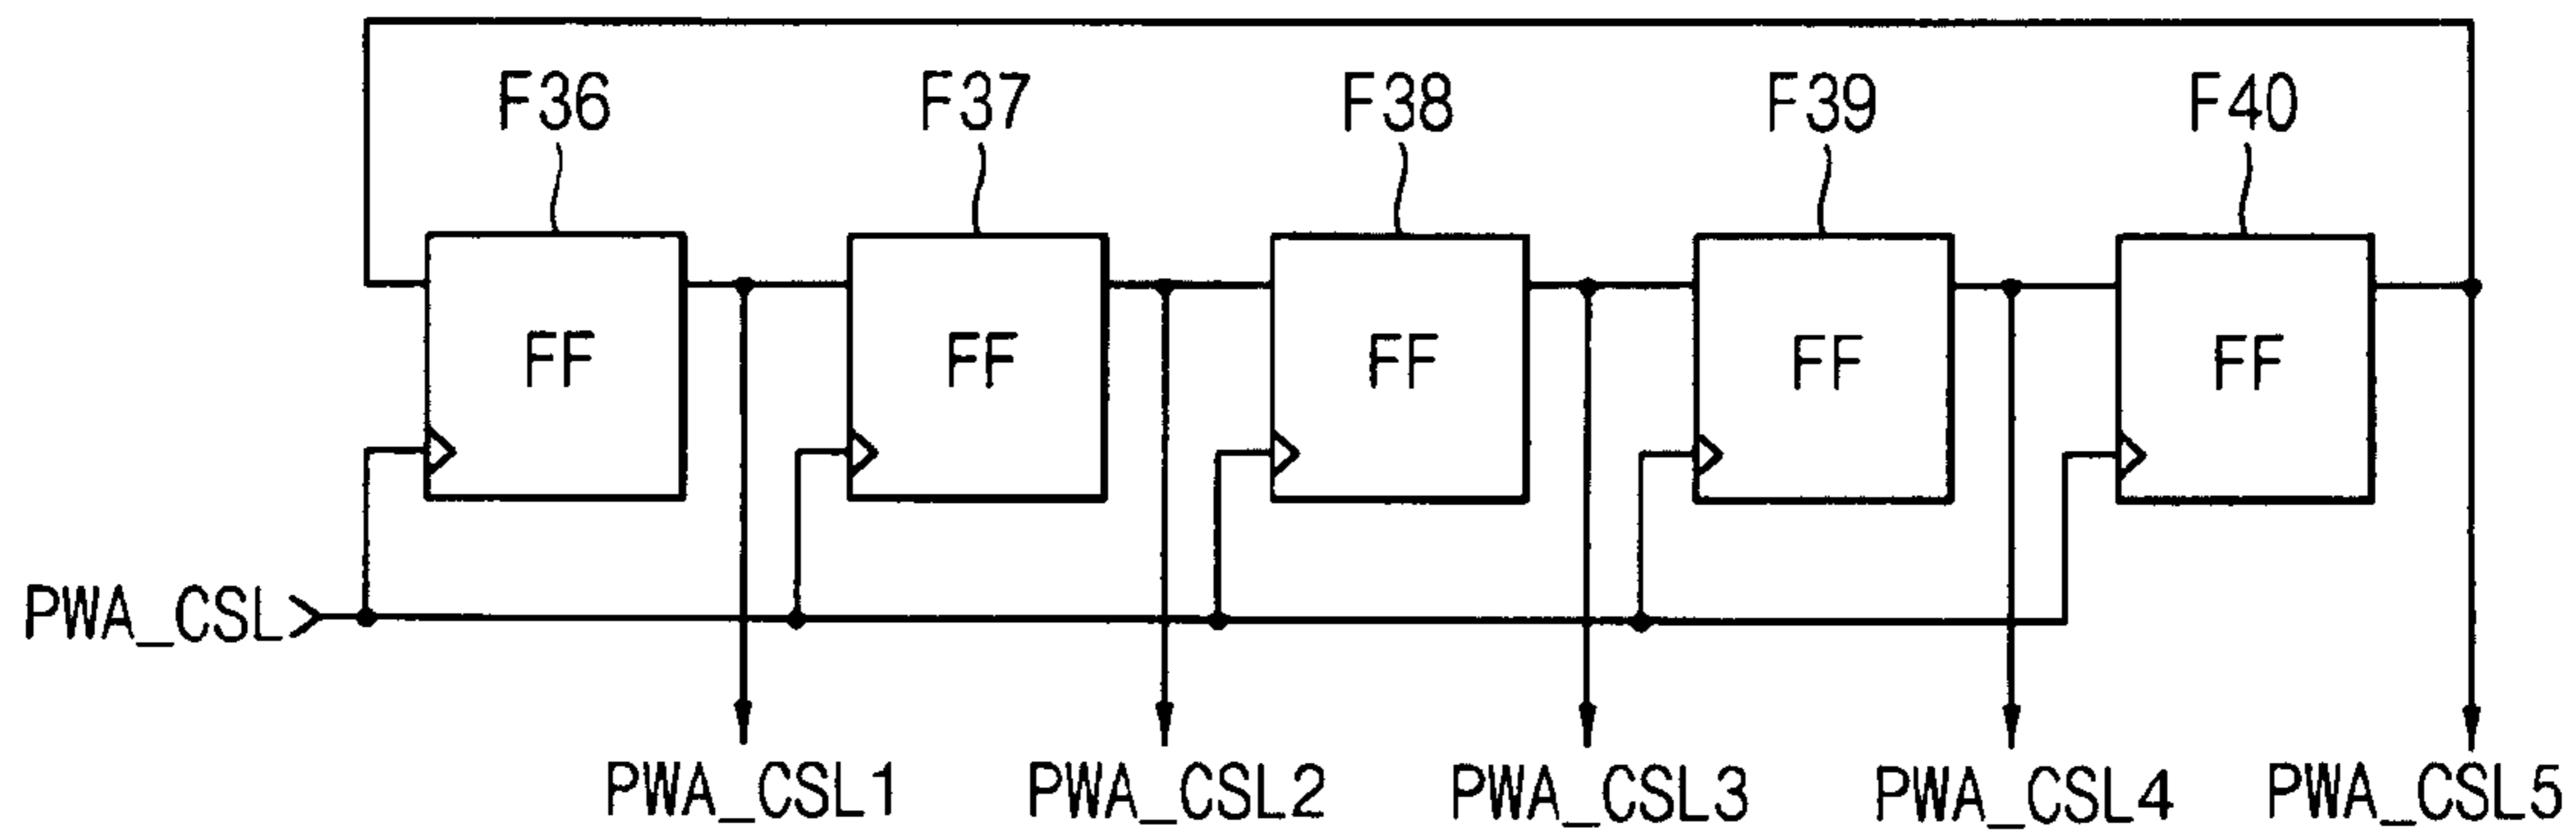 F36 F37 F38 F39 F40
FF FF FF FF FF
PWA_CSL
PWA_CSL1 PWA_CSL2 PWA_CSL3 PWA_CSL4 PWA_CSL5